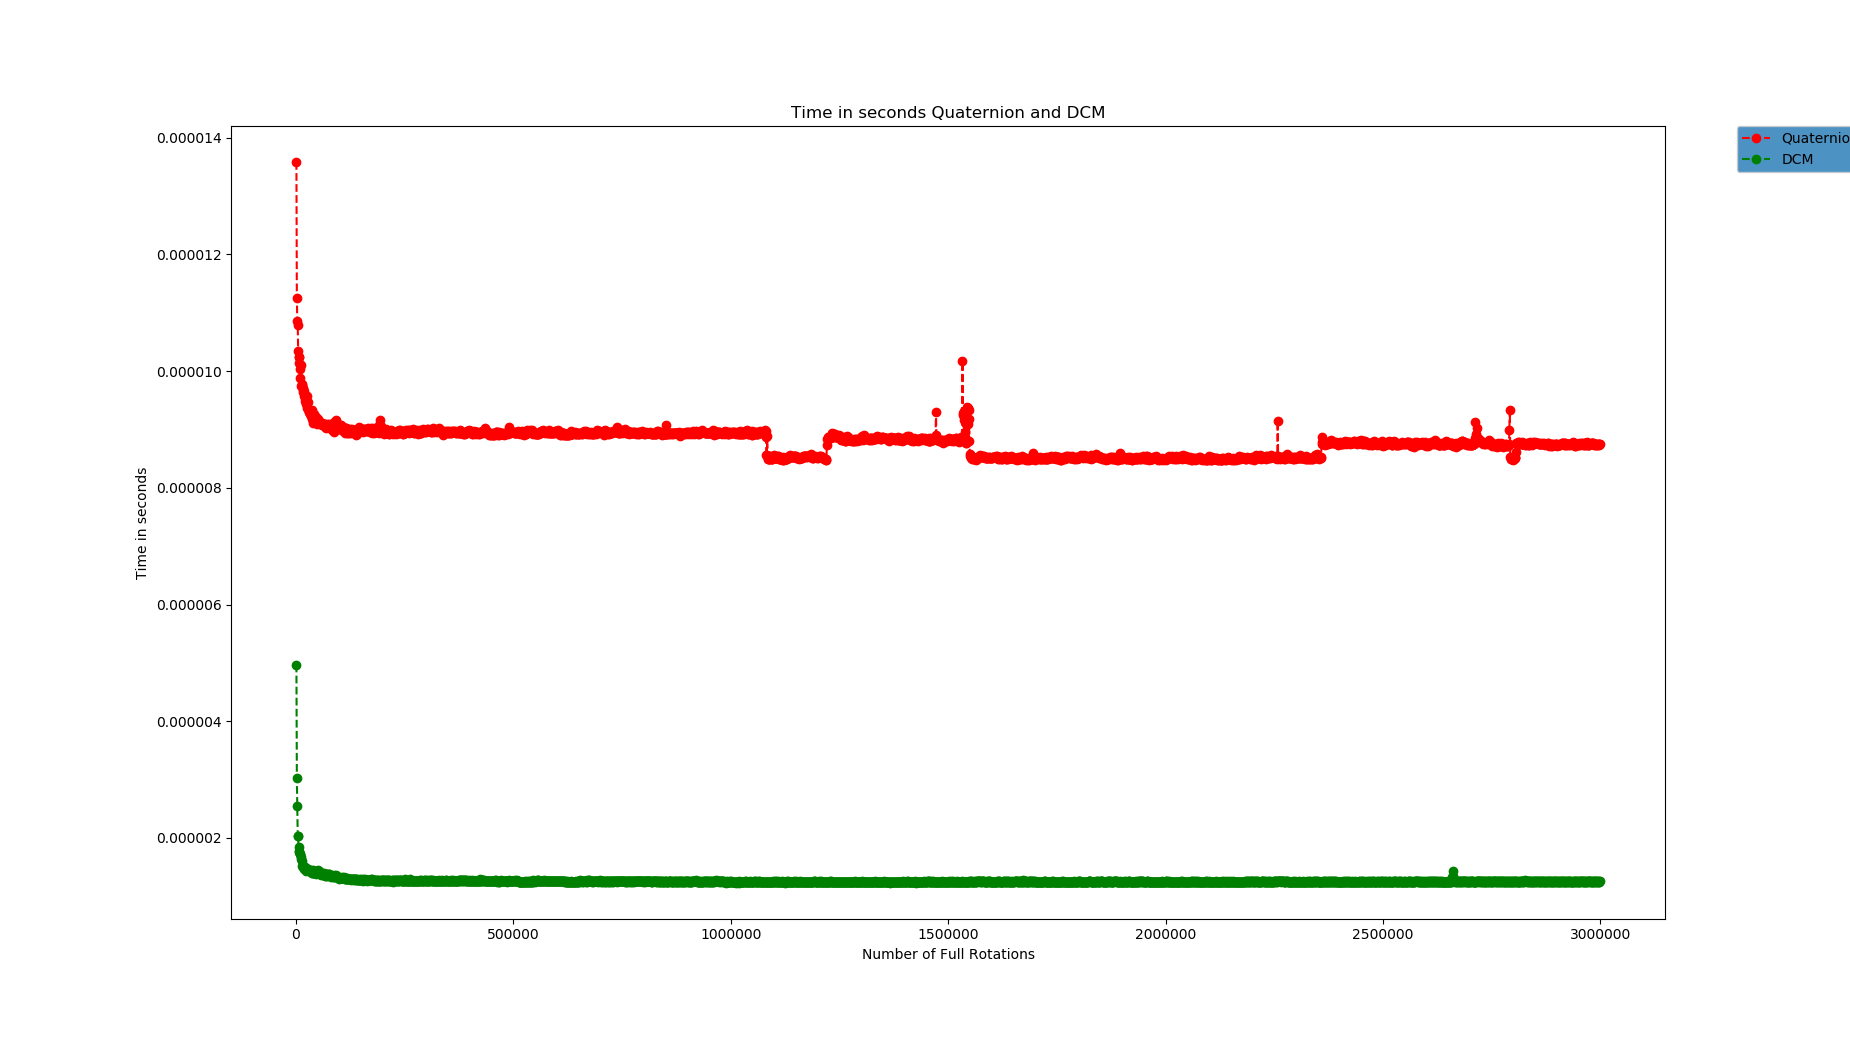 Time in seconds Quaternion and DCM
Quaternio
DCM
0.000014
0.000012
0.000010
0.000008
0.000006
0.000004
0.000002
Time in seconds
0 500000 1000000 1500000 2000000 2500000 3000000
Number of Full Rotations